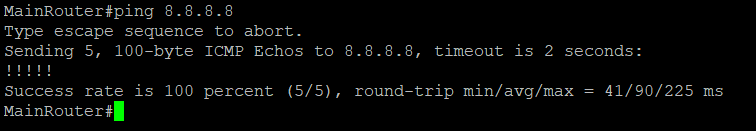 MainRouter#ping 8.8.8.8
Type escape sequence to abort.
Sending 5, 100-byte ICMP Echos to 8.8.8.8, timeout is 2 seconds:
!!!!!
Success rate is 100 percent (5/5), round-trip min/avg/max = 41/90/225 ms
MainRouter#